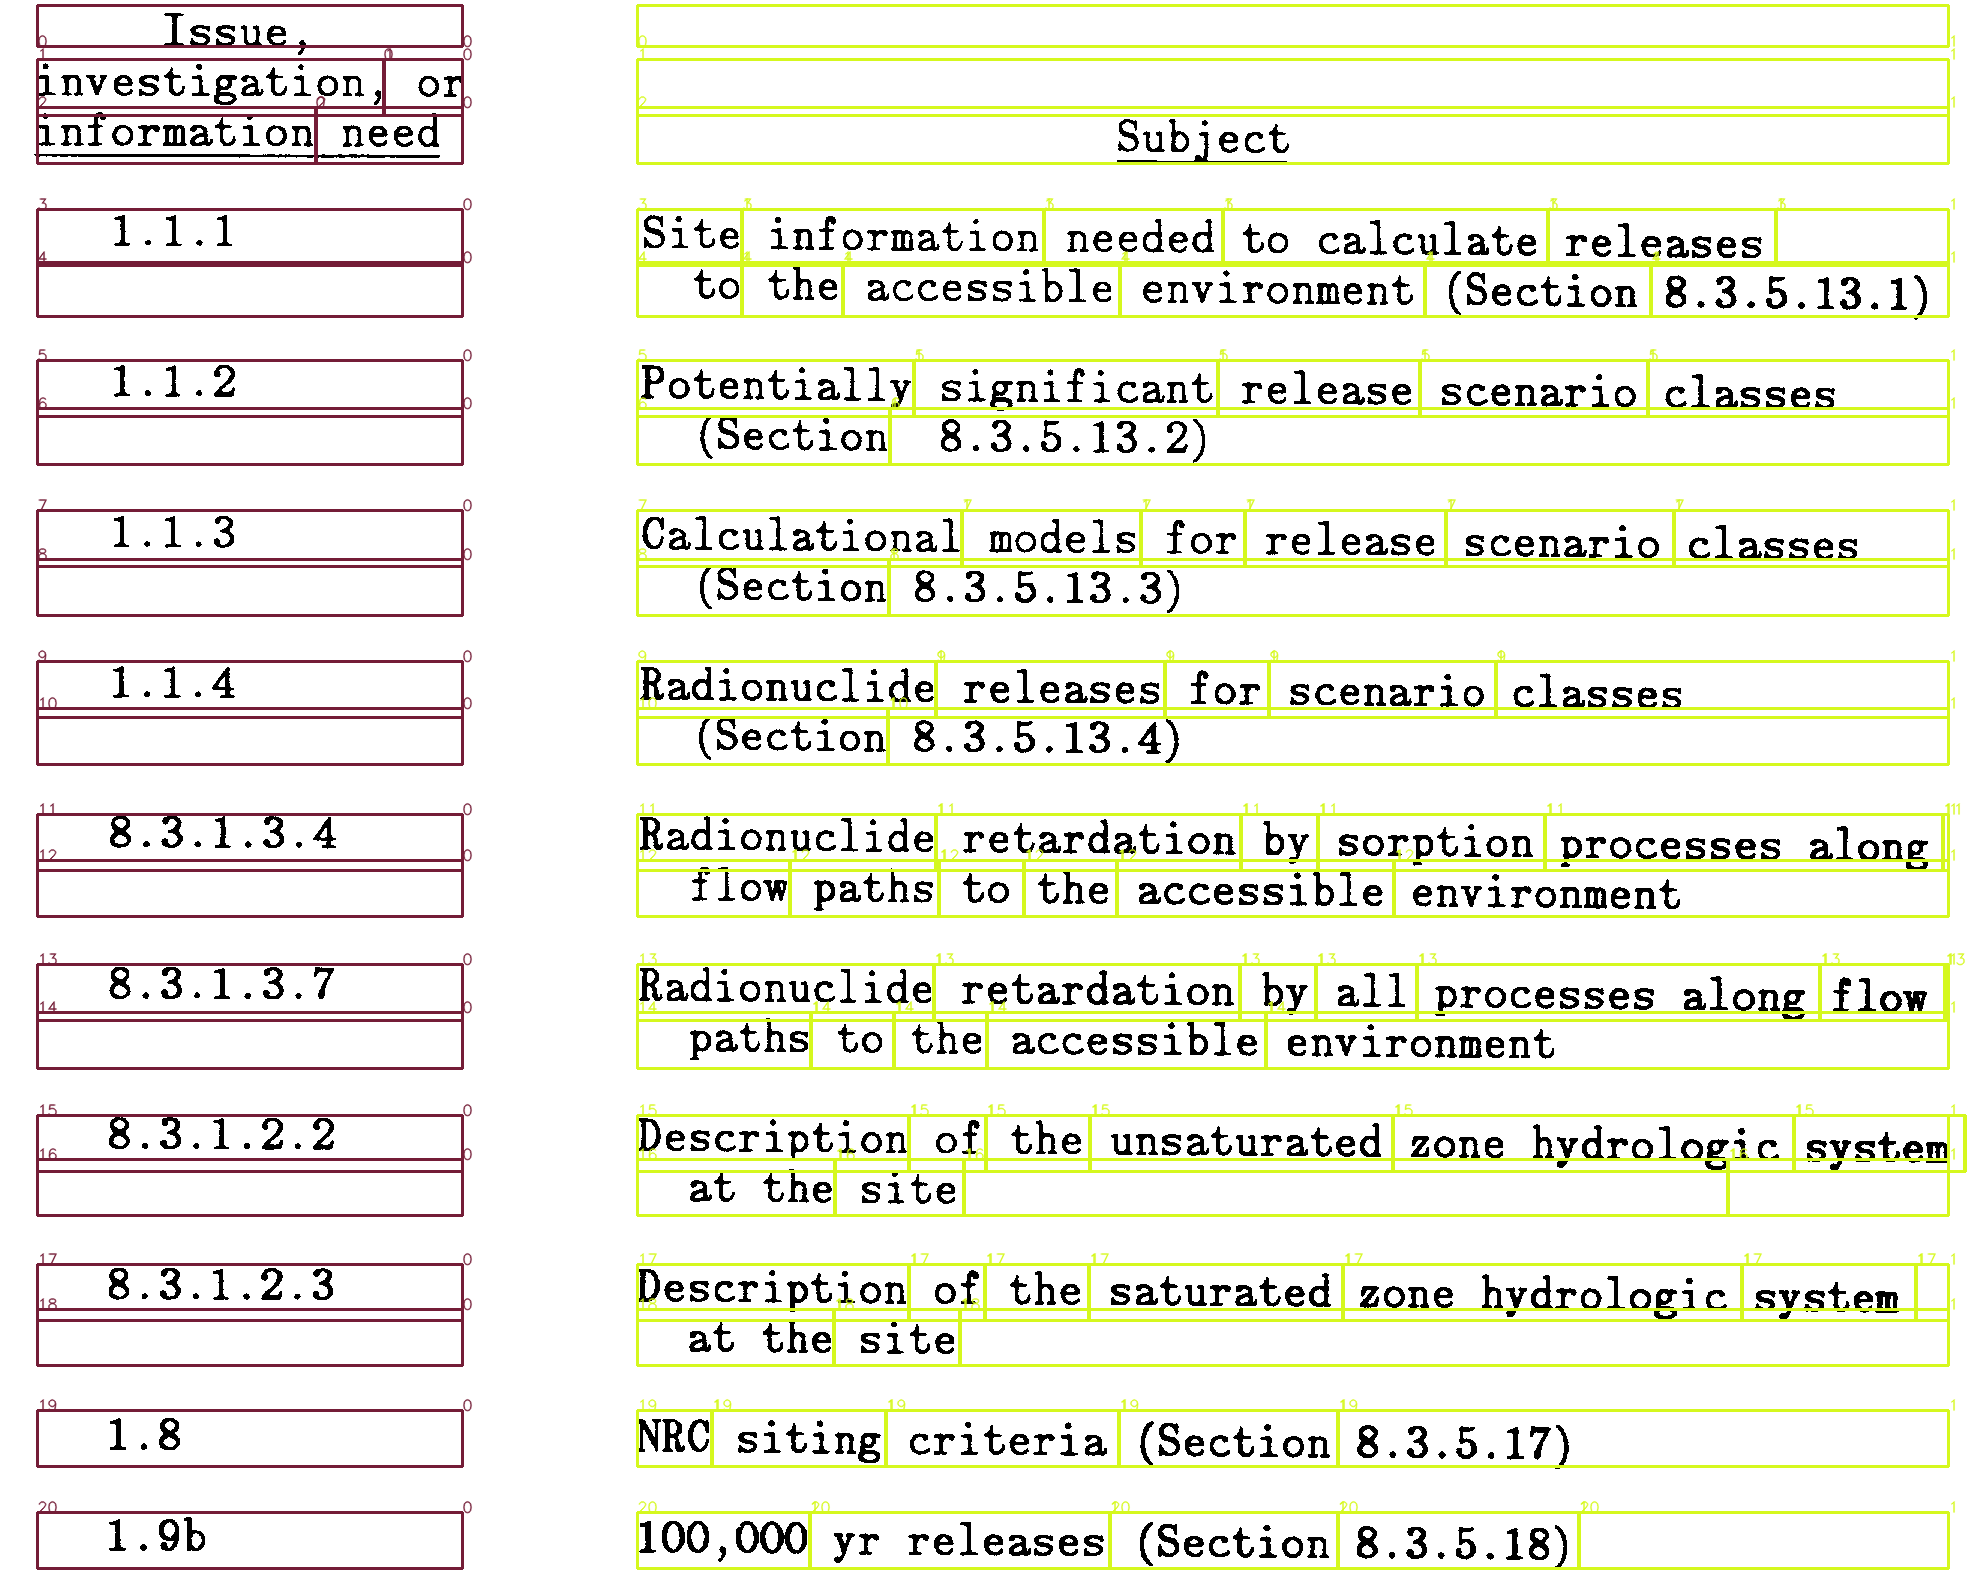 Issue,
investigation, or
information need Subject
1.1.1 Site information needed to calculate releases
to the accessible environment (Section 8.3.5.13.1)
1.1.2 Potentially significant release scenario classes
(Section 8.3.5.13.2)
1.1.3 Calculational models for release scenario classes
(Section 8.3.5.13.3)
1.1.4 Radionuclide releases for scenario classes
(Section 8.3.5.13.4)
8.3.1.3.4 Radionuclide retardation by sorption processes along
flow paths to the accessible environment
8.3.1.3.7 Radionuclide retardation by all processes along flow
paths to the accessible environment
8.3.1.2.2 Description of the unsaturated zone hydrologic system
at the site
8.3.1.2.3 Description of the saturated zone hydrologic system
at the site
1.8 NRC siting criteria (Section 8.3.5.17)
1.9b 100,000 yr releases (Section 8.3.5.18)